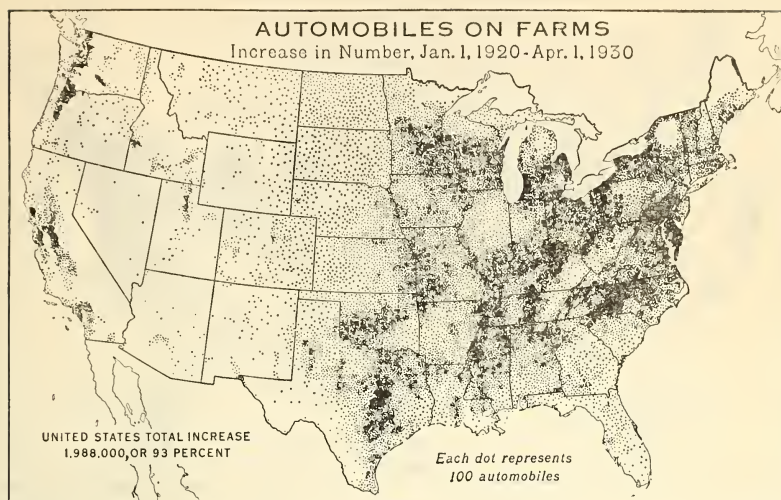 AUTOMOBILES ON FARMS
Increase in Number, Jan. 1, 1920-Apr. 1, 1930
UNITED STATES TOTAL INCREASE
1,988,000, OR 93 PERCENT
Each dot represents
100 automobiles